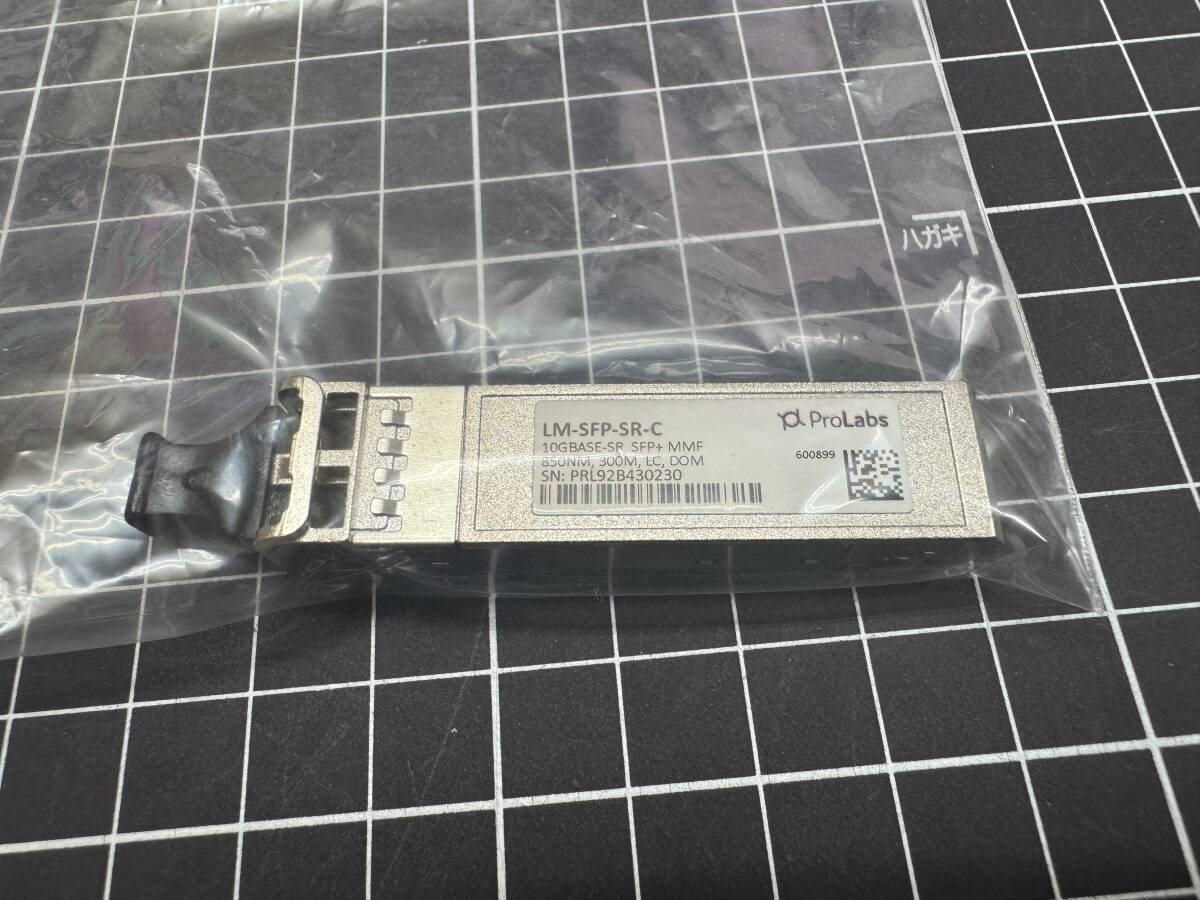 ハガキ
LM-SFP-SR-C
ProLabs
10GBASE-SR, SFP+ MMF
850NM, 300M, LC, DOM
600899
SN: PRL92B430230